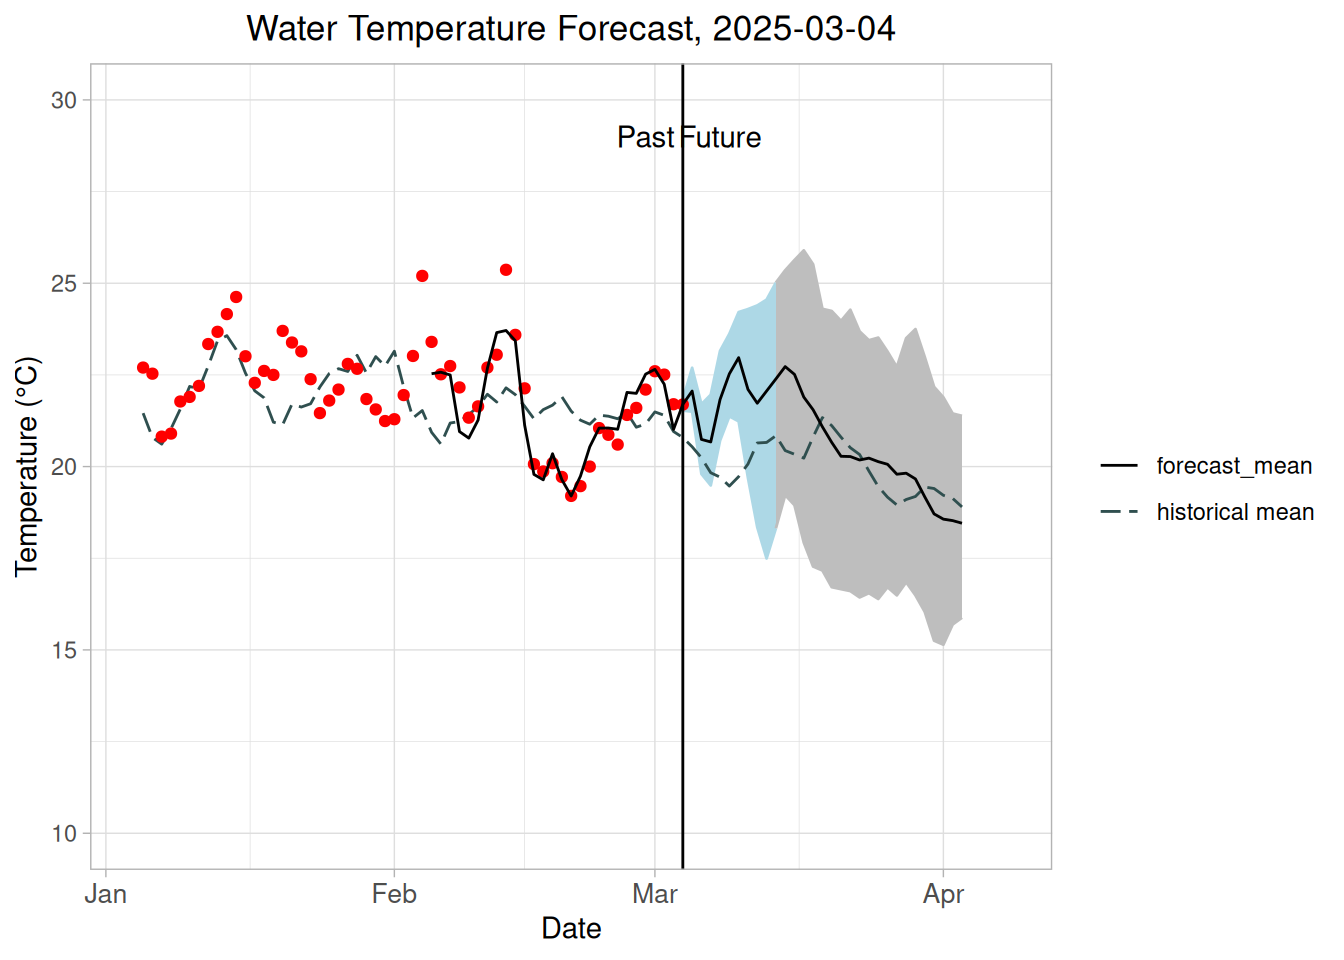 Water Temperature Forecast, 2025-03-04
30
Past Future
25
20
15
10
Temperature (°C)
Jan Feb Mar Apr
Date
forecast_mean
historical mean